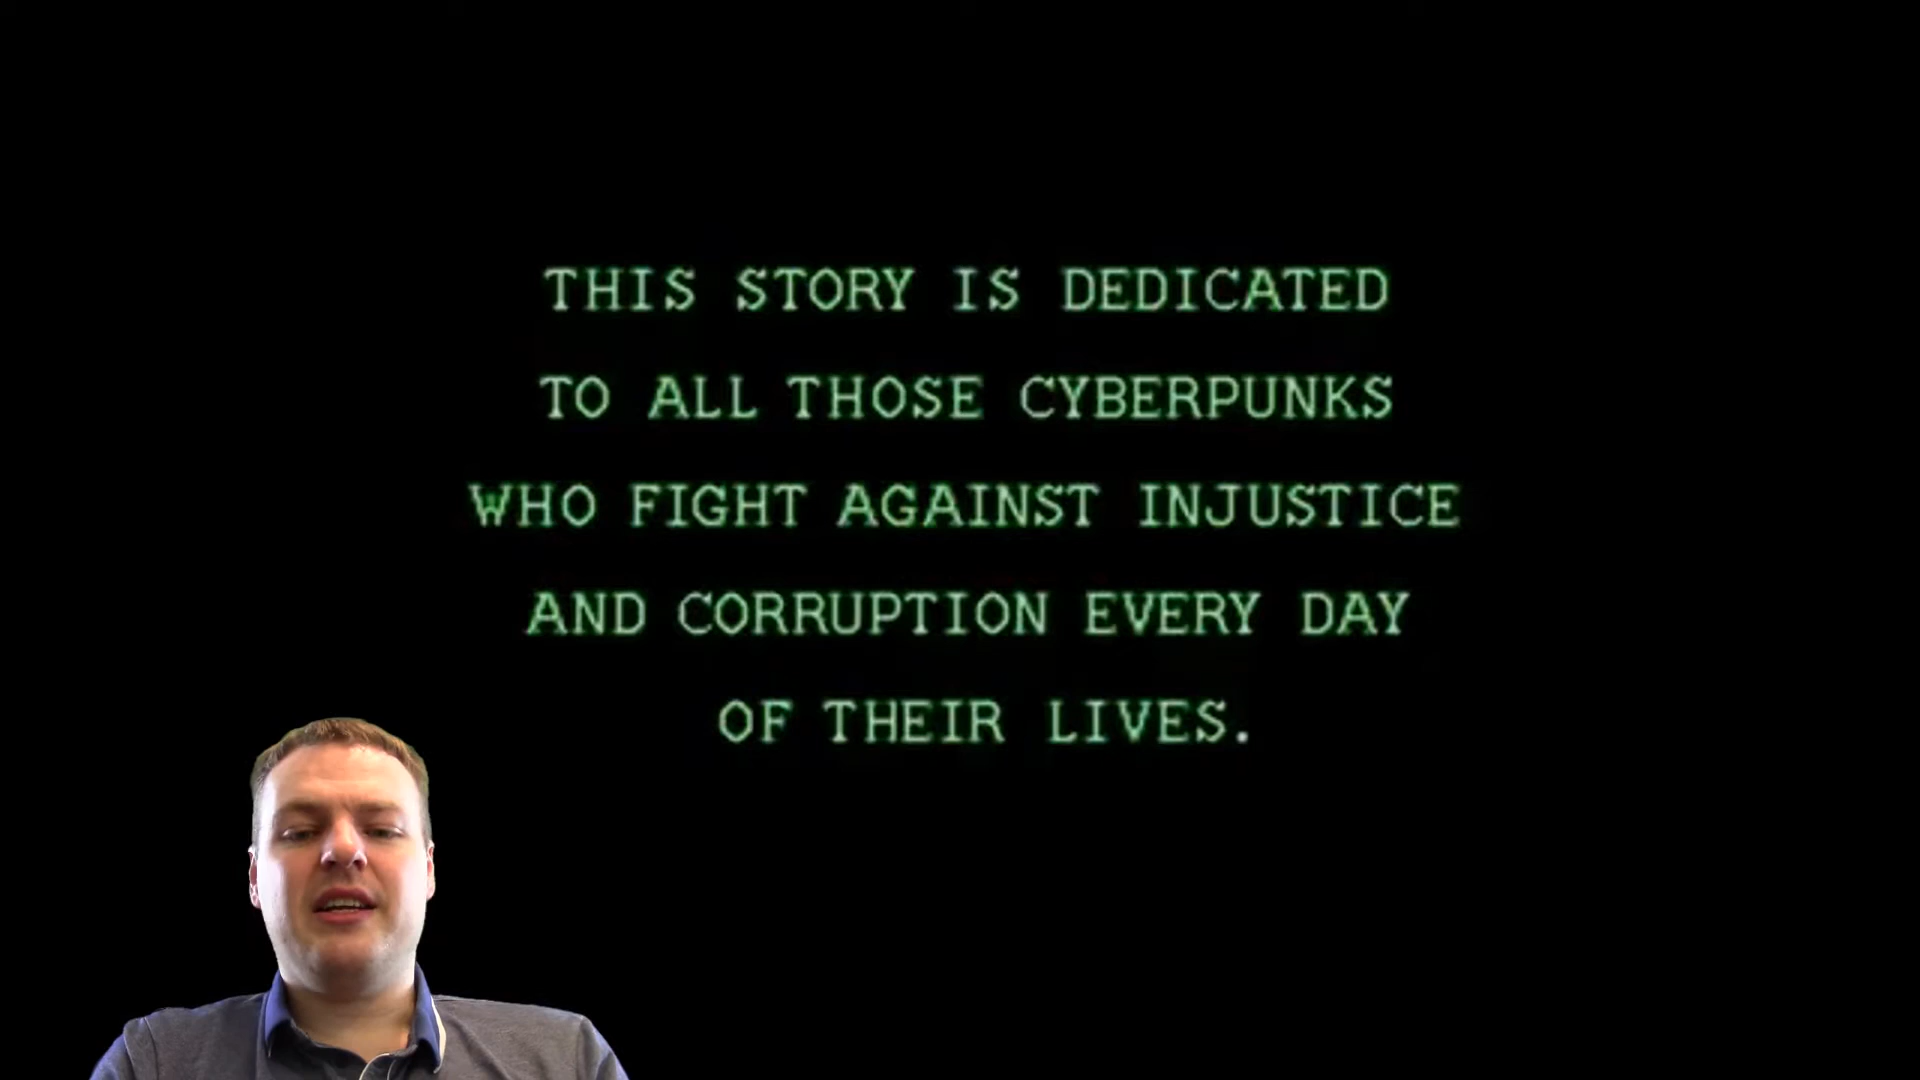 THIS STORY IS DEDICATED
TO ALL THOSE CYBERPUNKS
WHO FIGHT AGAINST INJUSTICE
AND CORRUPTION EVERY DAY
OF THEIR LIVES.